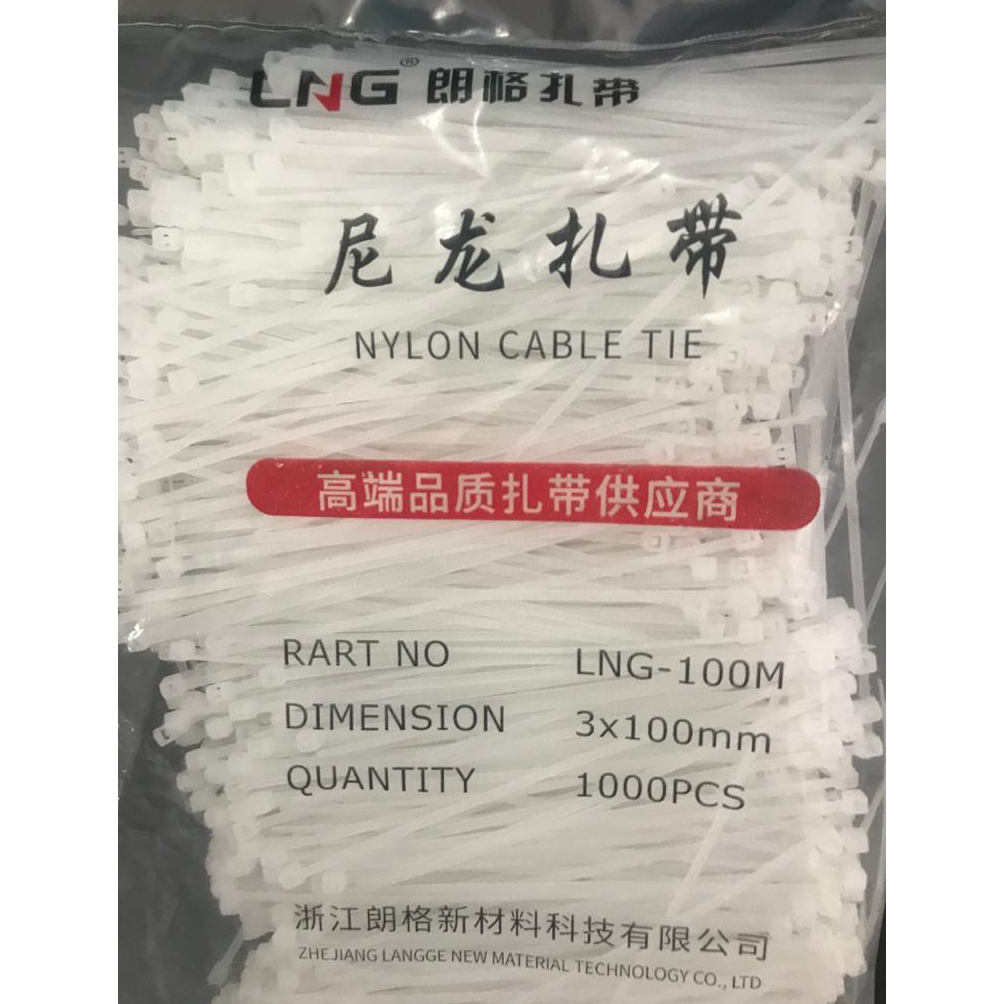 LNG® 朗格扎带
尼龙扎带
NYLON CABLE TIE
高端品质扎带供应商
RART NO LNG-100M
DIMENSION 3x100mm
QUANTITY 1000PCS
浙江朗格新材料科技有限公司
ZHEJIANG LANGGE NEW MATERIAL TECHNOLOGY CO., LTD